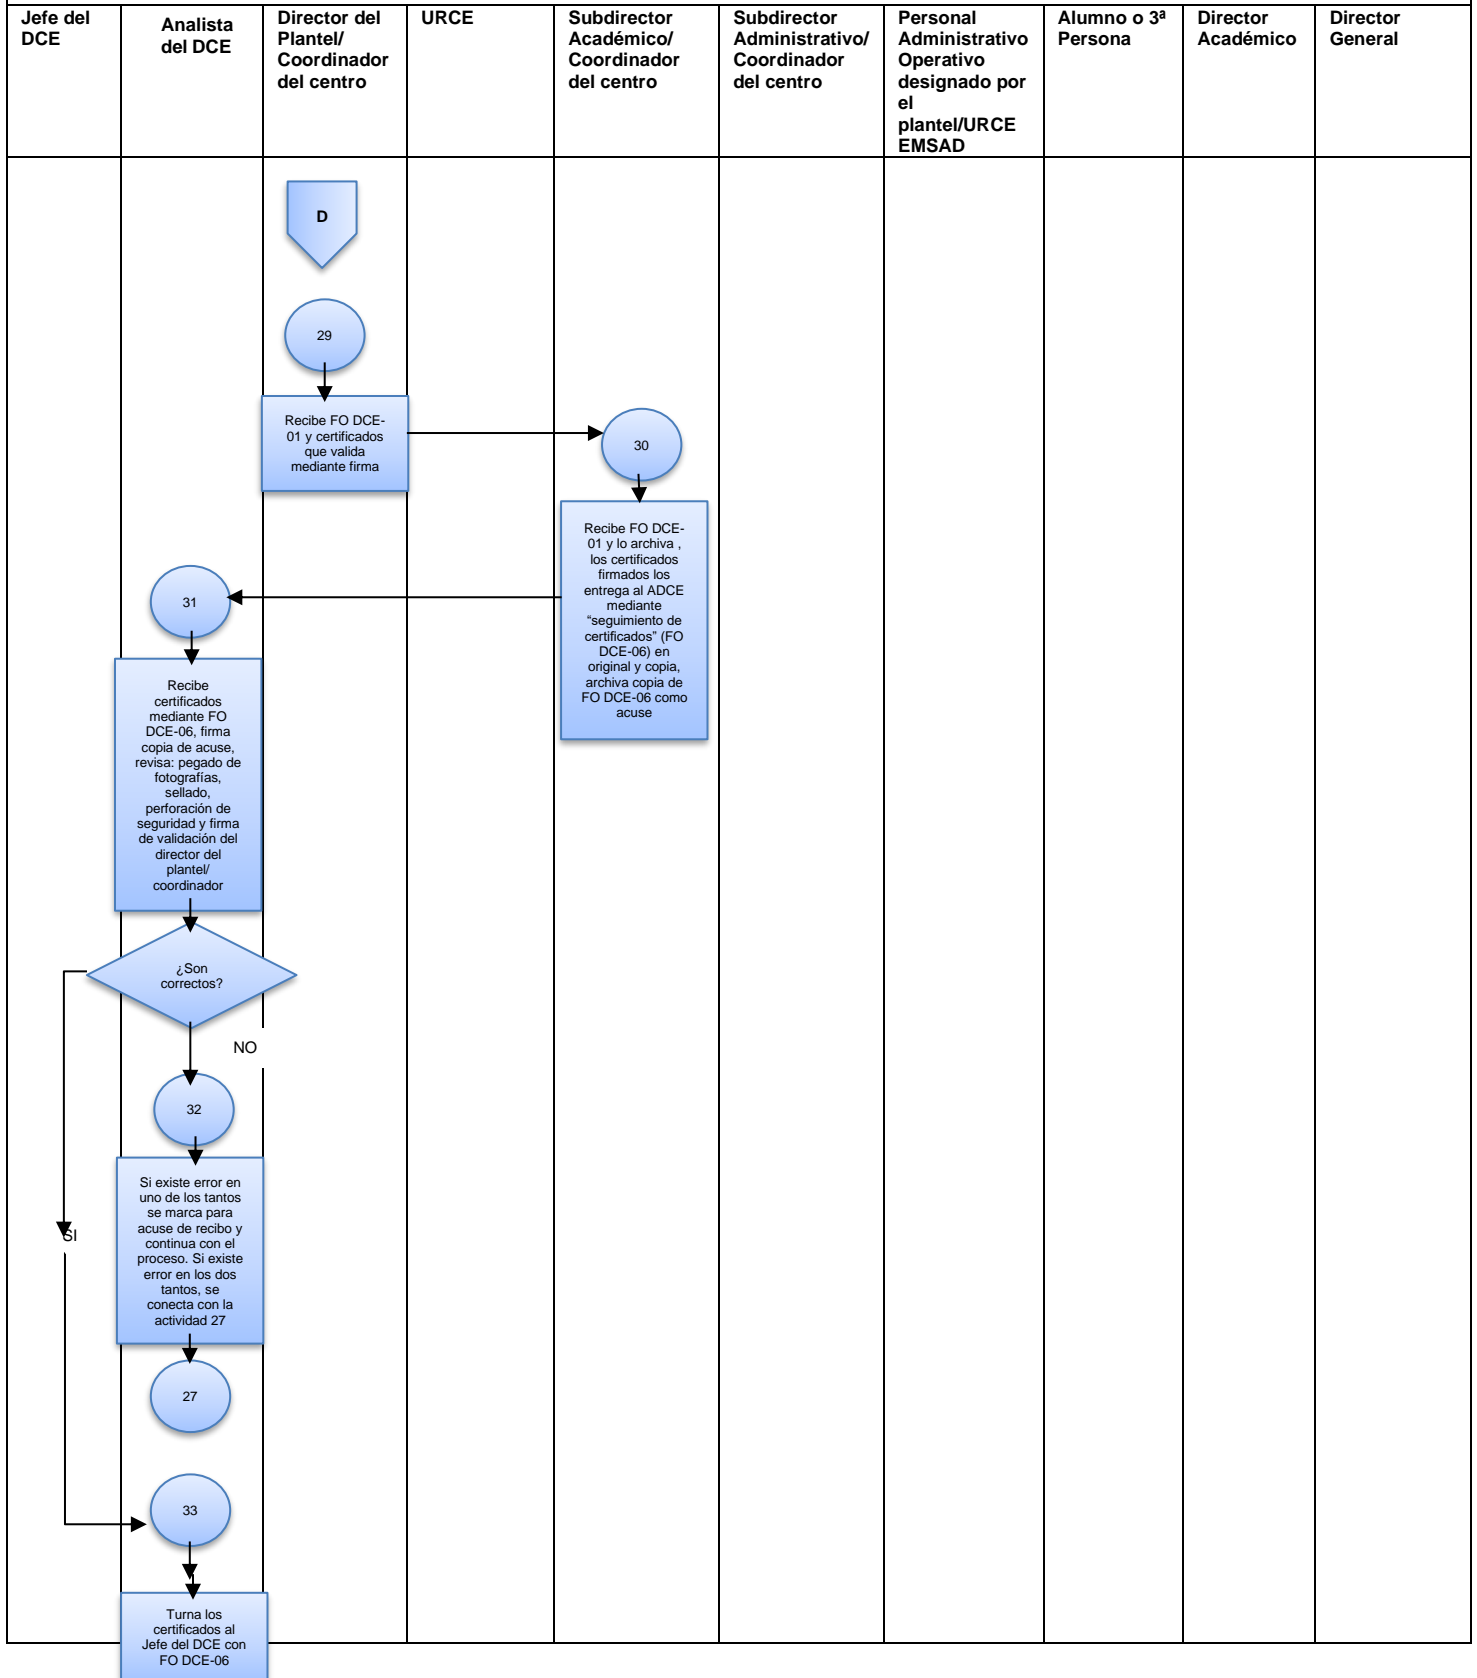 Jefe del
DCE
Analista
del DCE
Director del
Plantel/
Coordinador
del centro
URCE
Subdirector
Académico/
Coordinador
del centro
Subdirector
Administrativo/
Coordinador
del centro
Personal
Administrativo
Operativo
designado por
el
plantel/URCE
EMSAD
Alumno o 3ª
Persona
Director
Académico
Director
General
D
29
Recibe FO DCE-
01 y certificados
que valida
mediante firma
30
Recibe FO DCE-
01 y lo archiva ,
los certificados
firmados los
entrega al ADCE
mediante
“seguimiento de
certificados” (FO
DCE-06) en
original y copia,
archiva copia de
FO DCE-06 como
acuse
31
Recibe
certificados
mediante FO
DCE-06, firma
copia de acuse,
revisa: pegado de
fotografías,
sellado,
perforación de
seguridad y firma
de validación del
director del
plantel/
coordinador
¿Son
correctos?
NO
32
Si existe error en
uno de los tantos
se marca para
acuse de recibo y
continua con el
proceso. Si existe
error en los dos
tantos, se
conecta con la
actividad 27
SI
27
33
Turna los
certificados al
Jefe del DCE con
FO DCE-06